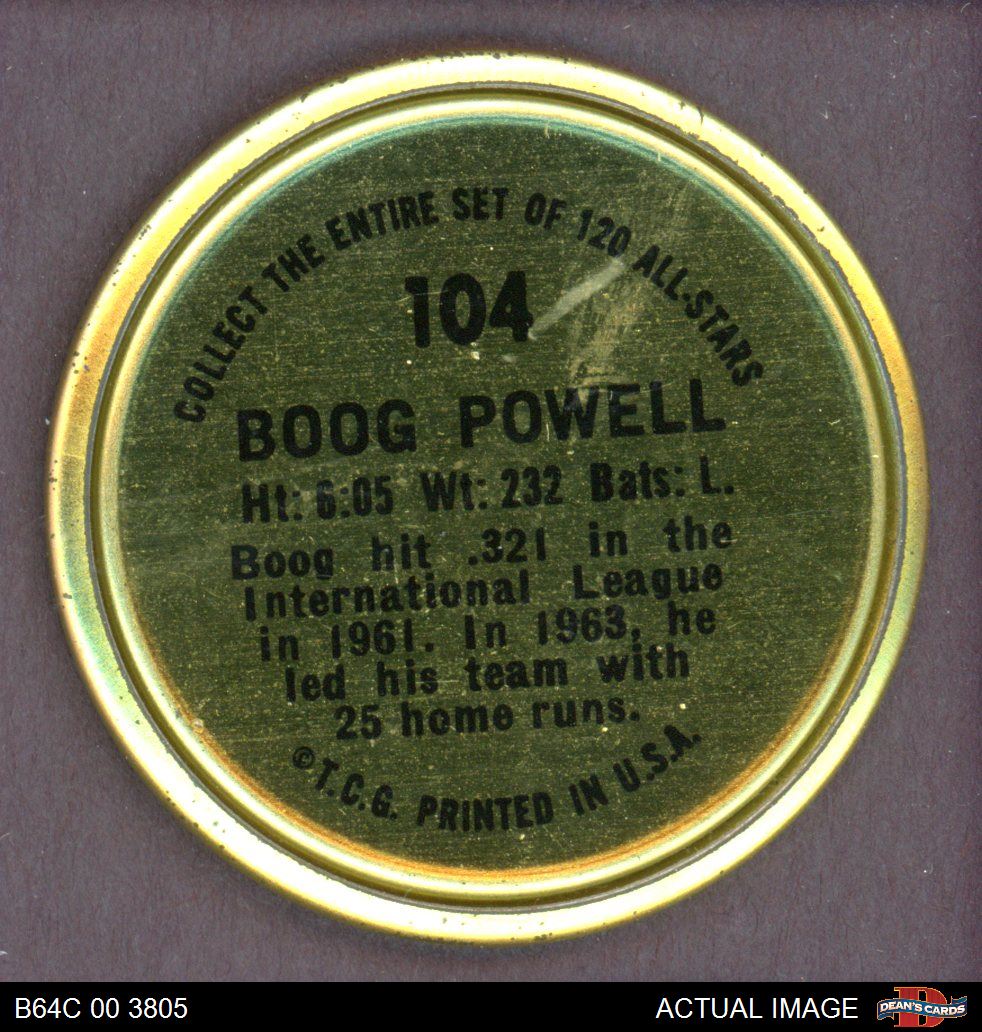 COLLECT THE ENTIRE SET OF 120 ALL-STARS
104
BOOG POWELL
Ht: 6:05 Wt: 232 Bats: L.
Boog hit .321 in the
International League
in 1961. In 1963, he
led his team with
25 home runs.
© T.C.G. PRINTED IN U.S.A.
B64C 00 3805
ACTUAL IMAGE
DEAN'S CARDS